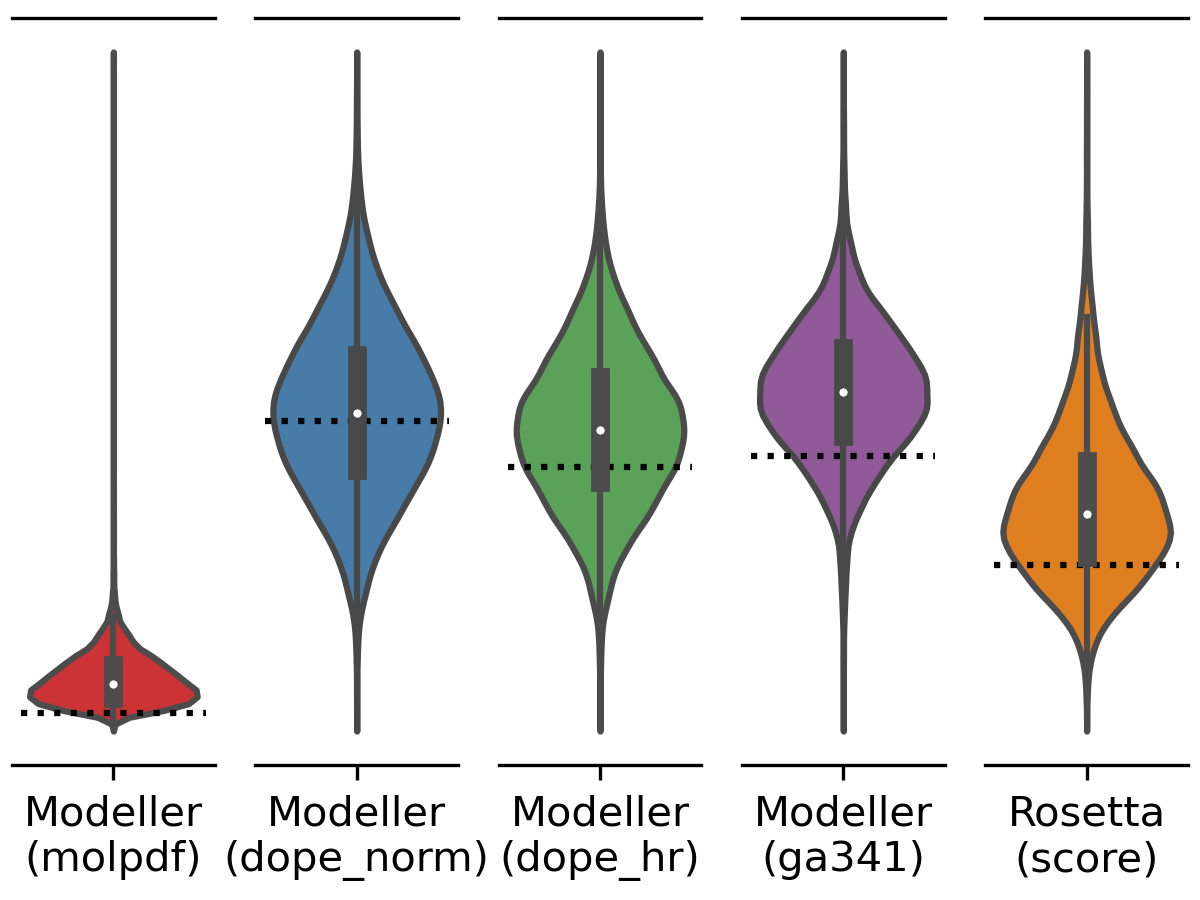 Modeller
(molpdf)
Modeller
(dope_norm)
Modeller
(dope_hr)
Modeller
(ga341)
Rosetta
(score)